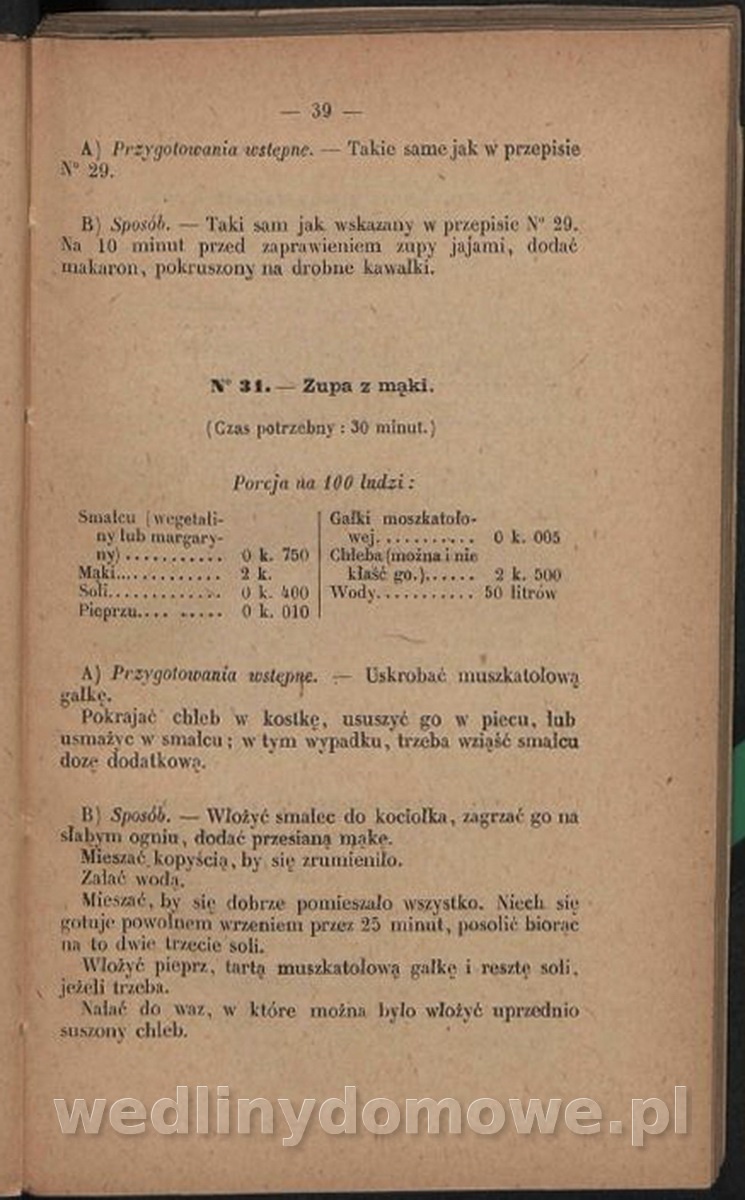 — 39 —
A) Przygotowania wstępne. — Takie same jak w przepisie
N° 29.
B) Sposób. — Taki sam jak wskazany w przepisie N° 29.
Na 10 minut przed zaprawieniem zupy jajami, dodać
makaron, pokruszony na drobne kawałki.
N° 31. — Zupa z mąki.
(Czas potrzebny : 30 minut.)
Porcja na 100 ludzi :
Smalcu (wegetali-
ny lub margary-
ny)........... 0 k. 750
Mąki............ 2 k.
Soli............. 0 k. 400
Pieprzu.... ..... 0 k. 010
Gałki moszkatoło-
wej.......... 0 k. 005
Chleba (można i nie
kłaść go.)...... 2 k. 500
Wody........... 50 litrów
A) Przygotowania wstępne. — Uskrobać muszkatołową
gałkę.
Pokrajać chleb w kostkę, ususzyć go w piecu, lub
usmażyc w smalcu ; w tym wypadku, trzeba wziąść smalcu
dozę dodatkową.
B) Sposób. — Włożyć smalec do kociołka, zagrzać go na
słabym ogniu, dodać przesianą mąkę.
Mieszać kopyścią, by się zrumieniło.
Zalać wodą.
Mieszać, by się dobrze pomieszało wszystko. Niech się
gotuje powolnem wrzeniem przez 25 minut, posolić biorąc
na to dwie trzecie soli.
Włożyć pieprz, tartą muszkatołową gałkę i resztę soli,
jeżeli trzeba.
Nalać do waz, w które można było włożyć uprzednio
suszony chleb.
wedlinydomowe.pl